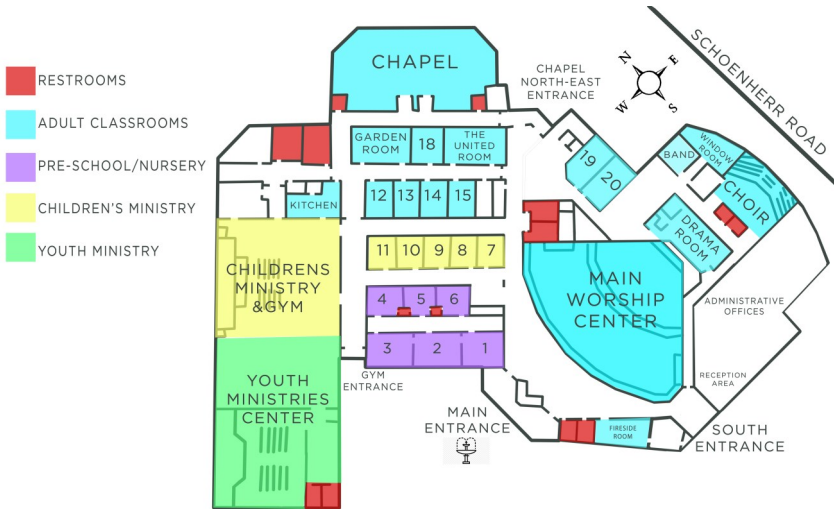 RESTROOMS
ADULT CLASSROOMS
PRE-SCHOOL/NURSERY
CHILDREN'S MINISTRY
YOUTH MINISTRY
CHAPEL
CHAPEL
NORTH-EAST
ENTRANCE
N
E
W
S
SCHOENHERR ROAD
GARDEN
ROOM
18
THE
UNITED
ROOM
19
20
BAND
WINDOW
ROOM
CHOIR
KITCHEN
12
13
14
15
DRAMA
ROOM
11
10
9
8
7
CHILDRENS
MINISTRY
&GYM
MAIN
WORSHIP
CENTER
4
5
6
ADMINISTRATIVE
OFFICES
3
2
1
GYM
ENTRANCE
RECEPTION
AREA
YOUTH
MINISTRIES
CENTER
MAIN
ENTRANCE
FIRESIDE
ROOM
SOUTH
ENTRANCE